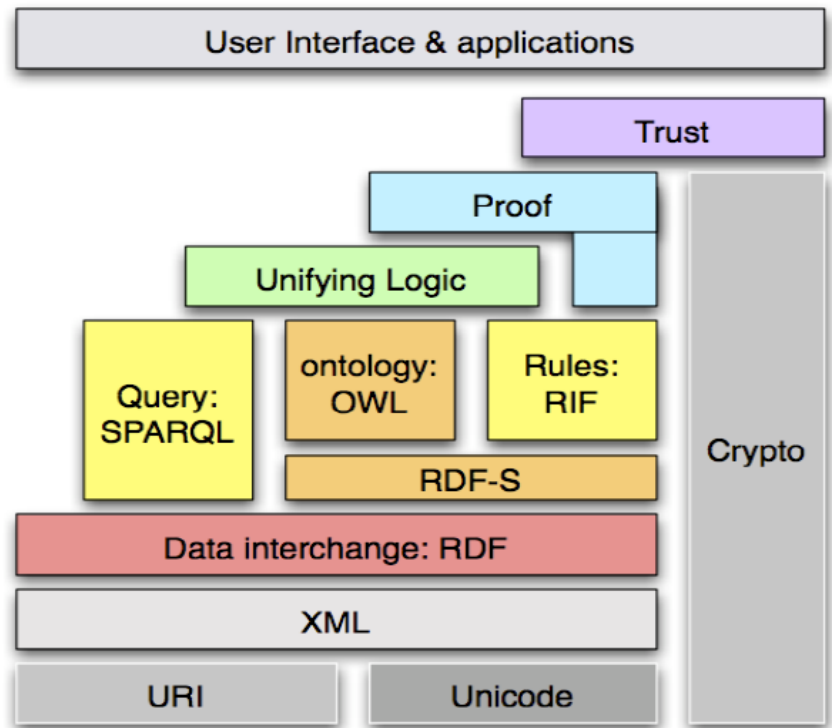 User Interface & applications
Trust
Proof
Unifying Logic
Query:
SPARQL
ontology:
OWL
Rules:
RIF
Crypto
RDF-S
Data interchange: RDF
XML
URI
Unicode